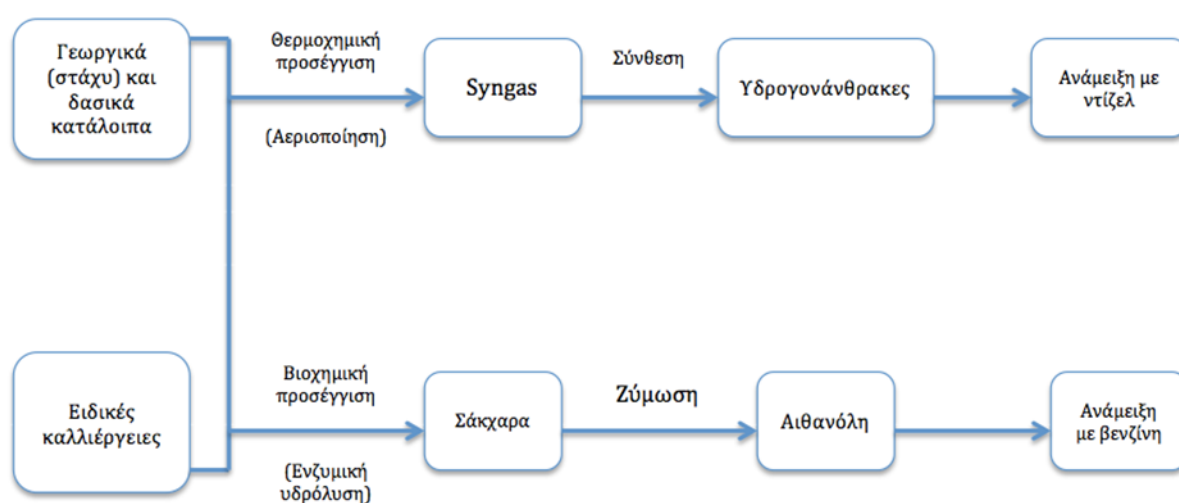 Γεωργικά
(στάχυ) και
δασικά
κατάλοιπα
Θερμοχημική
προσέγγιση
(Αεριοποίηση)
Syngas
Σύνθεση
Υδρογονάνθρακες
Ανάμειξη με
ντίζελ
Ειδικές
καλλιέργειες
Βιοχημική
προσέγγιση
(Ενζυμική
υδρόλυση)
Σάκχαρα
Ζύμωση
Αιθανόλη
Ανάμειξη
με βενζίνη